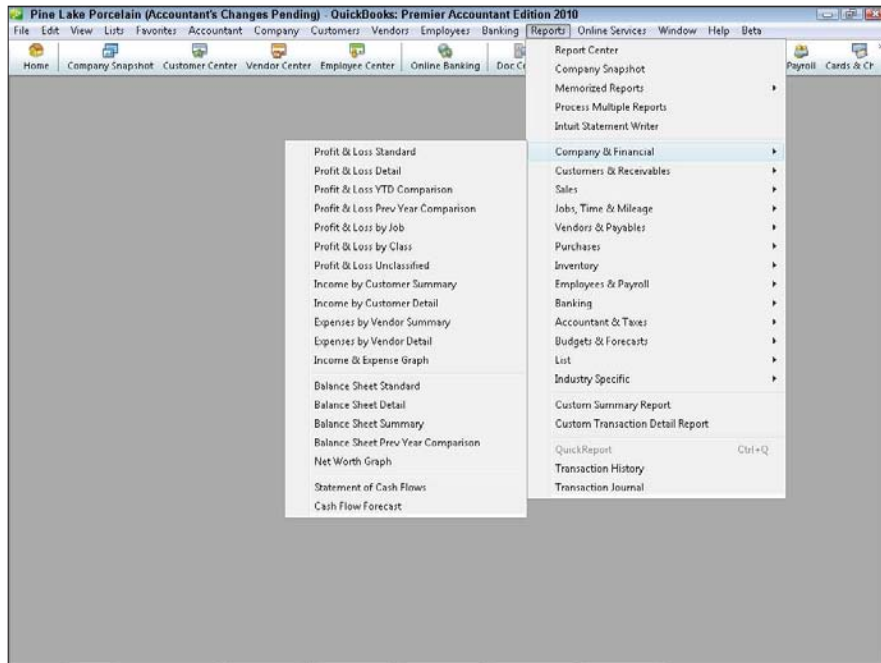 Pine Lake Porcelain (Accountant's Changes Pending) - QuickBooks: Premier Accountant Edition 2010
File Edit View Lists Favorites Accountant Company Customers Vendors Employees Banking Reports Online Services Window Help Beta
Home Company Snapshot Customer Center Vendor Center Employee Center Online Banking Doc Payroll Cards &
Report Center
Company Snapshot
Memorized Reports
Process Multiple Reports
Intuit Statement Writer
Company & Financial
Customers & Receivables
Sales
Jobs, Time & Mileage
Vendors & Payables
Purchases
Inventory
Employees & Payroll
Banking
Accountant & Taxes
Budgets & Forecasts
List
Industry Specific
Custom Summary Report
Custom Transaction Detail Report
QuickReport Ctrl+Q
Transaction History
Transaction Journal
Profit & Loss Standard
Profit & Loss Detail
Profit & Loss YTD Comparison
Profit & Loss Prev Year Comparison
Profit & Loss by Job
Profit & Loss by Class
Profit & Loss Unclassified
Income by Customer Summary
Income by Customer Detail
Expenses by Vendor Summary
Expenses by Vendor Detail
Income & Expense Graph
Balance Sheet Standard
Balance Sheet Detail
Balance Sheet Summary
Balance Sheet Prev Year Comparison
Net Worth Graph
Statement of Cash Flows
Cash Flow Forecast